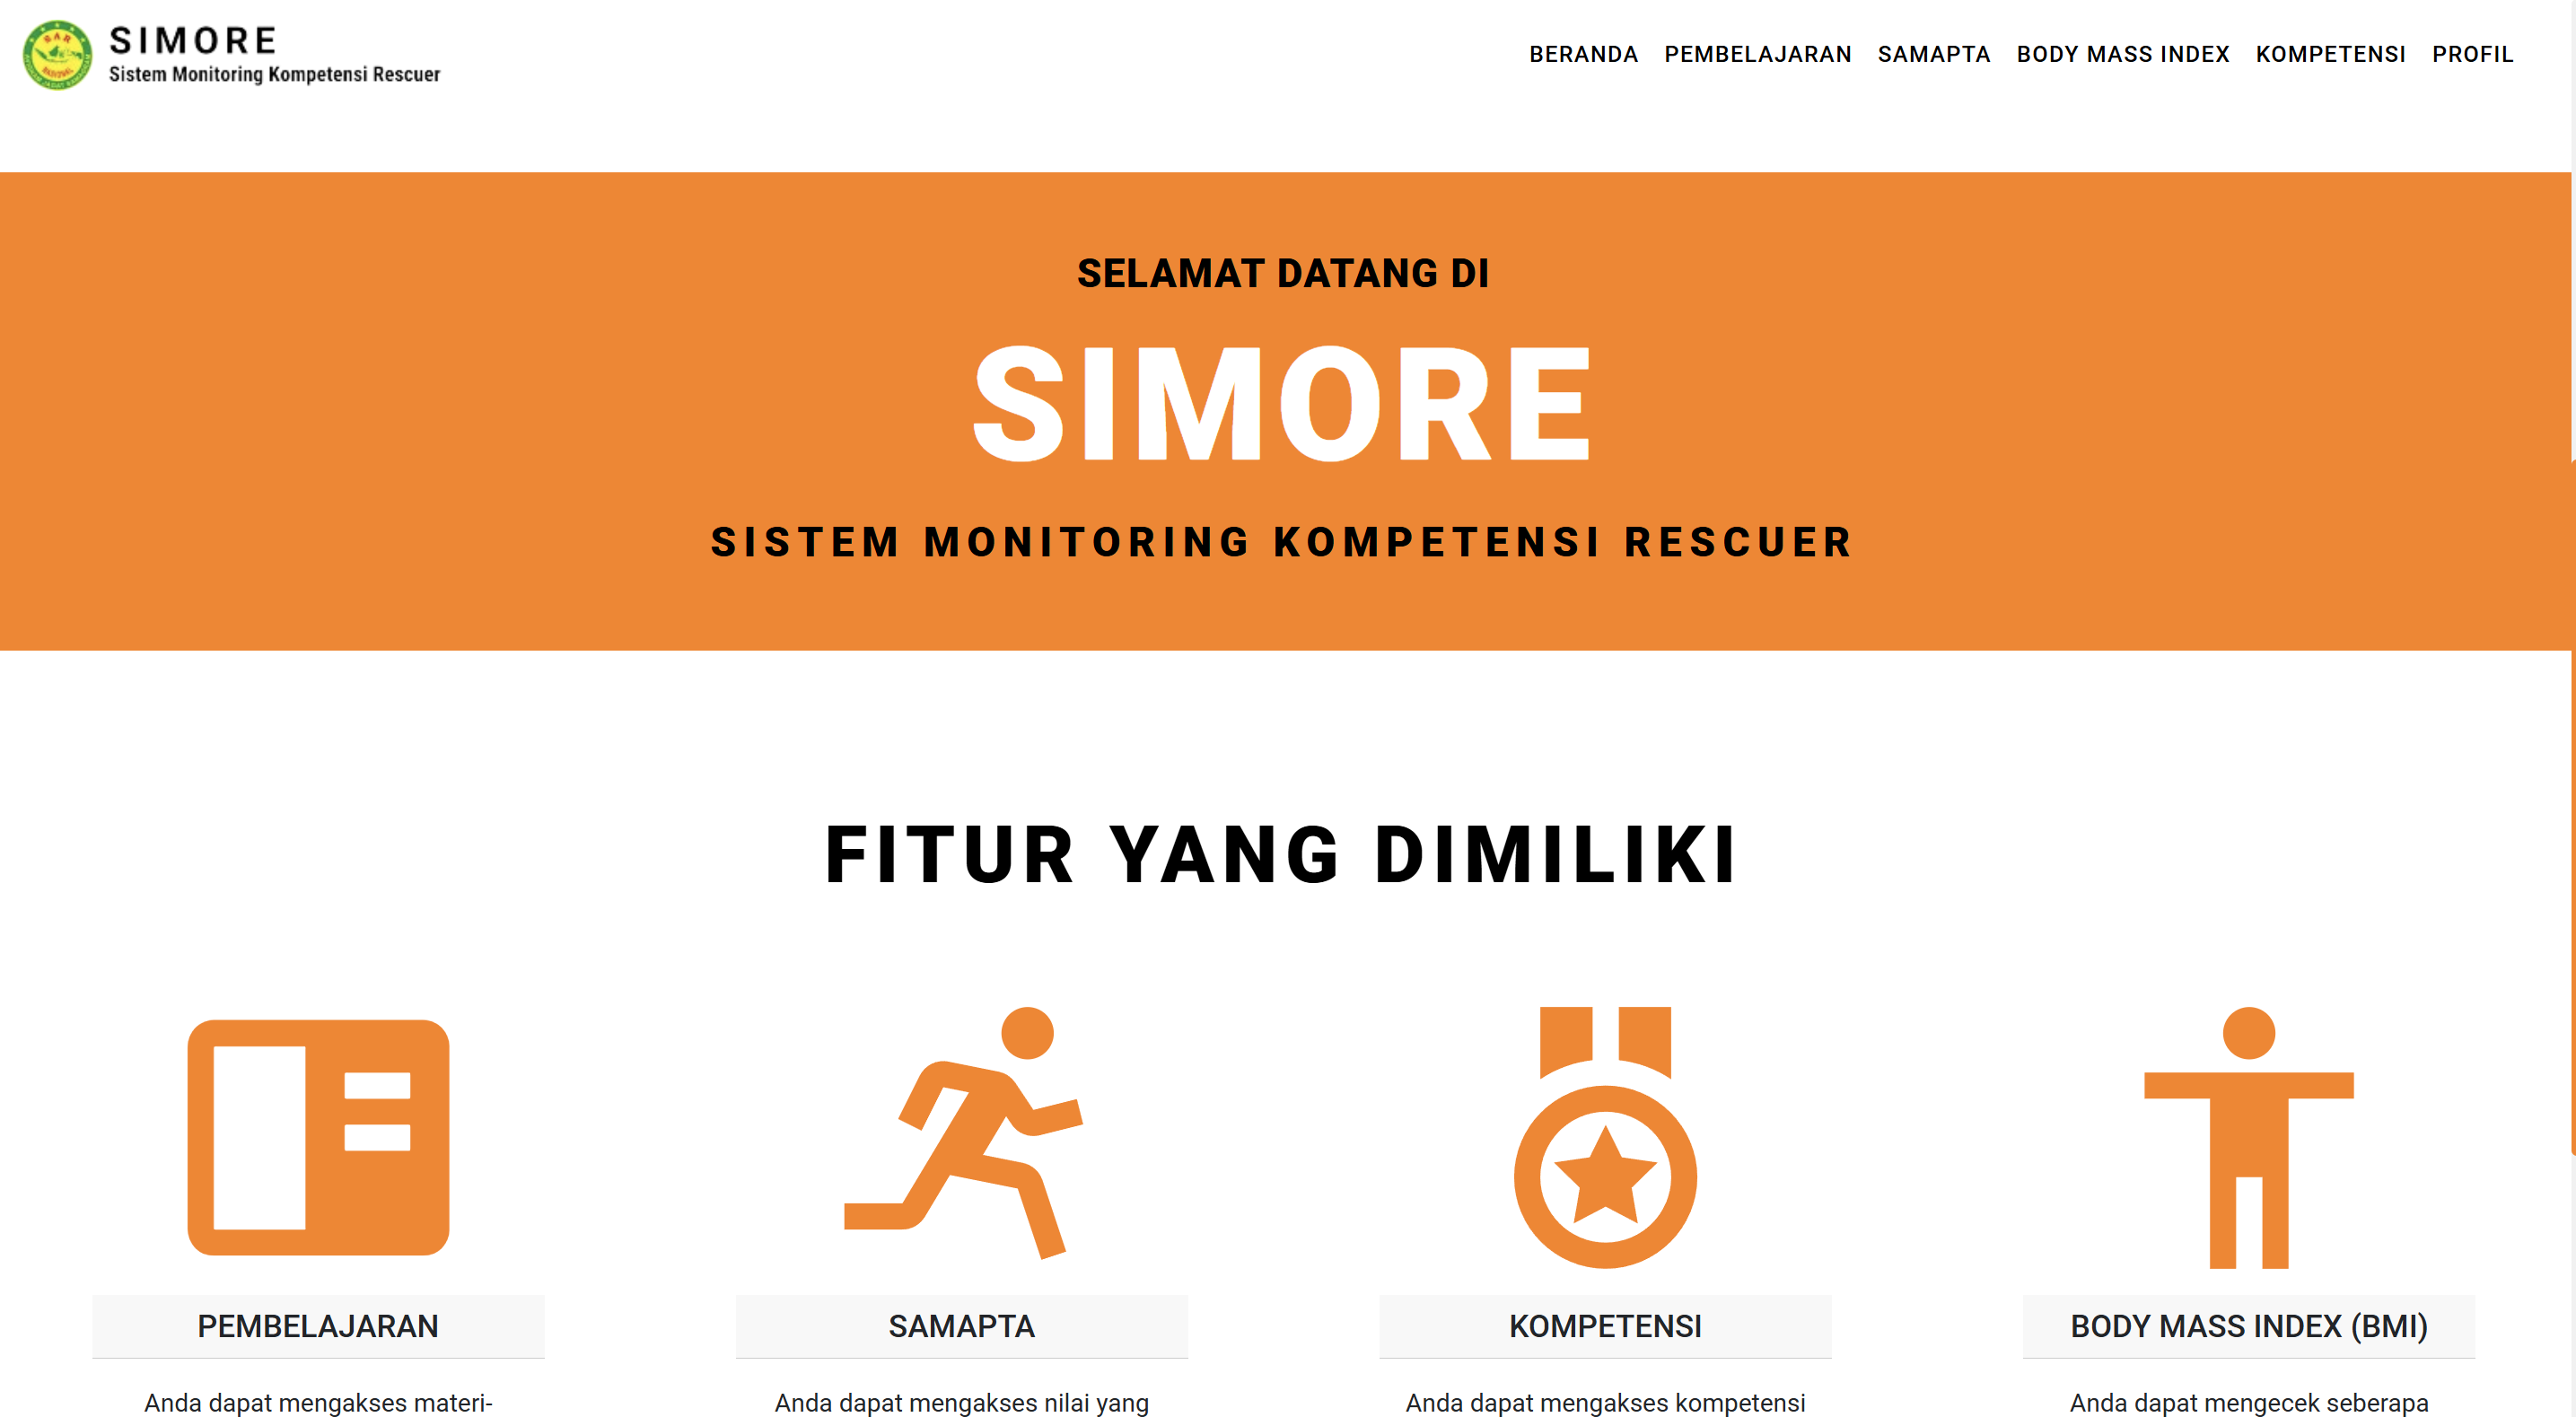 SIMORE
Sistem Monitoring Kompetensi Rescuer
BERANDA PEMBELAJARAN SAMAPTA BODY MASS INDEX KOMPETENSI PROFIL
SELAMAT DATANG DI
SIMORE
SISTEM MONITORING KOMPETENSI RESCUER
FITUR YANG DIMILIKI
PEMBELAJARAN
Anda dapat mengakses materi-
SAMAPTA
Anda dapat mengakses nilai yang
KOMPETENSI
Anda dapat mengakses kompetensi
BODY MASS INDEX (BMI)
Anda dapat mengecek seberapa